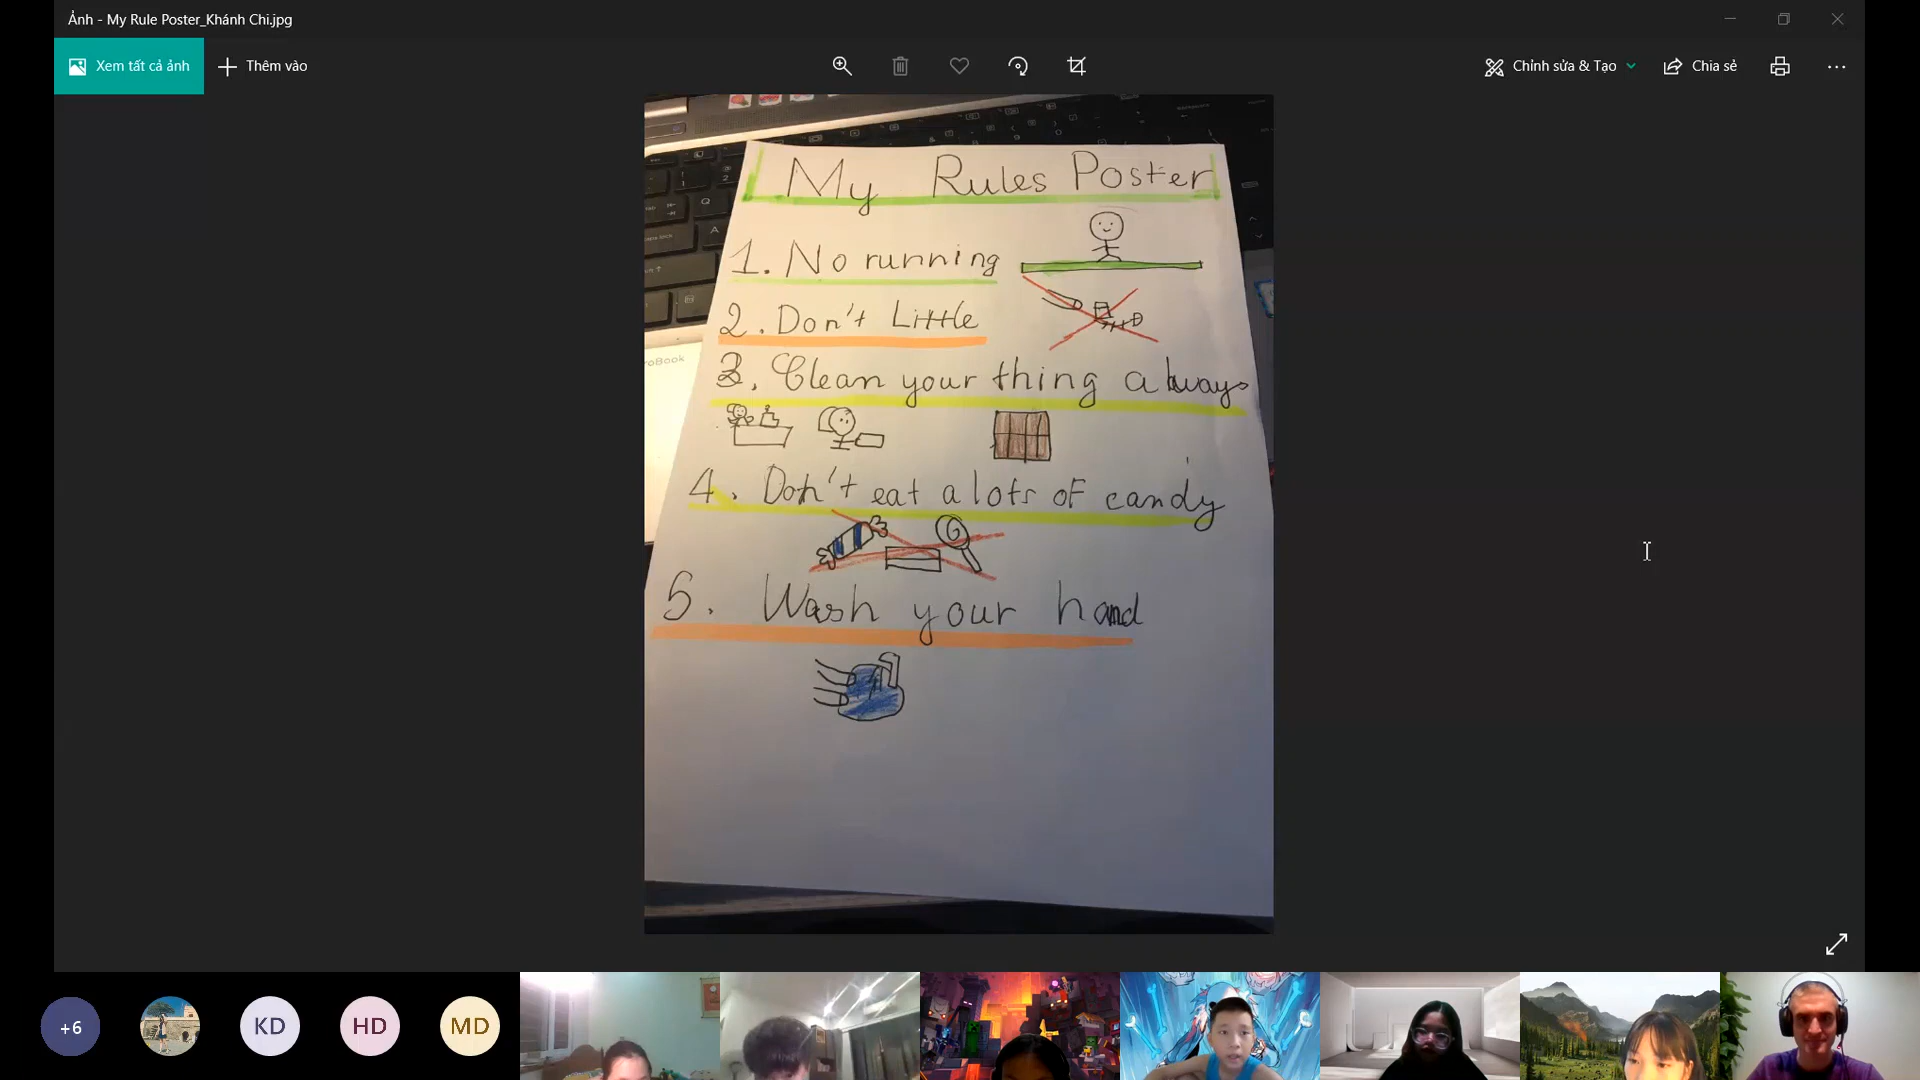 Ảnh - My Rule Poster_Khánh Chi.jpg
Xem tất cả ảnh
Thêm vào
Chỉnh sửa & Tạo
Chia sẻ
My Rules Poster
1. No running
2. Don't Little
3. Clean your thing always
4. Don't eat a lots of candy
5. Wash your hand
+6
KD
HD
MD